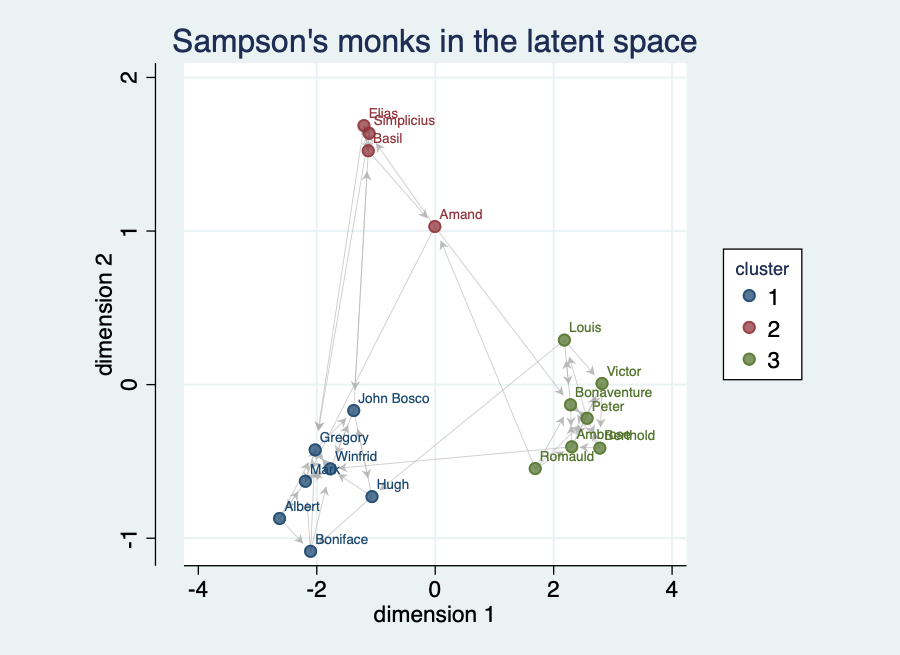 Sampson's monks in the latent space
dimension 2
2
1
0
-1
Elias
Simplicius
Basil
Amand
Louis
Victor
Bonaventure
Peter
Ambrose
Berthold
Romauld
John Bosco
Gregory
Winfrid
Mark
Hugh
Albert
Boniface
-4
-2
0
2
4
dimension 1
cluster
1
2
3